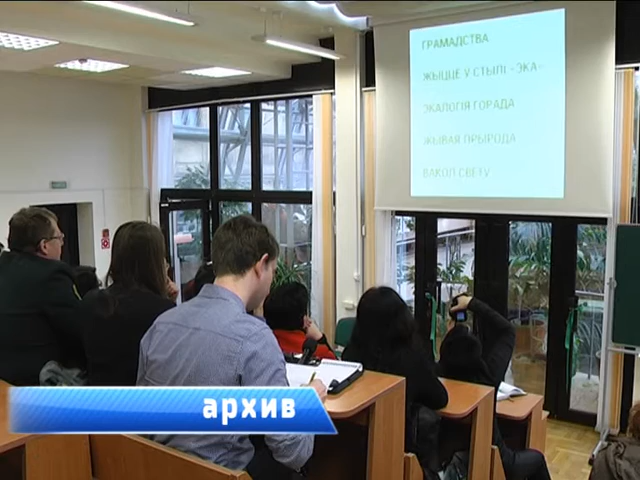 ГРАМАДСТВА
ЖЫЦЦЁ Ў СТЫЛІ «ЭКА»
ЭКАЛОГІЯ ГОРАДА
ЖЫВАЯ ПРЫРОДА
ВАКОЛ СВЕТУ
архив